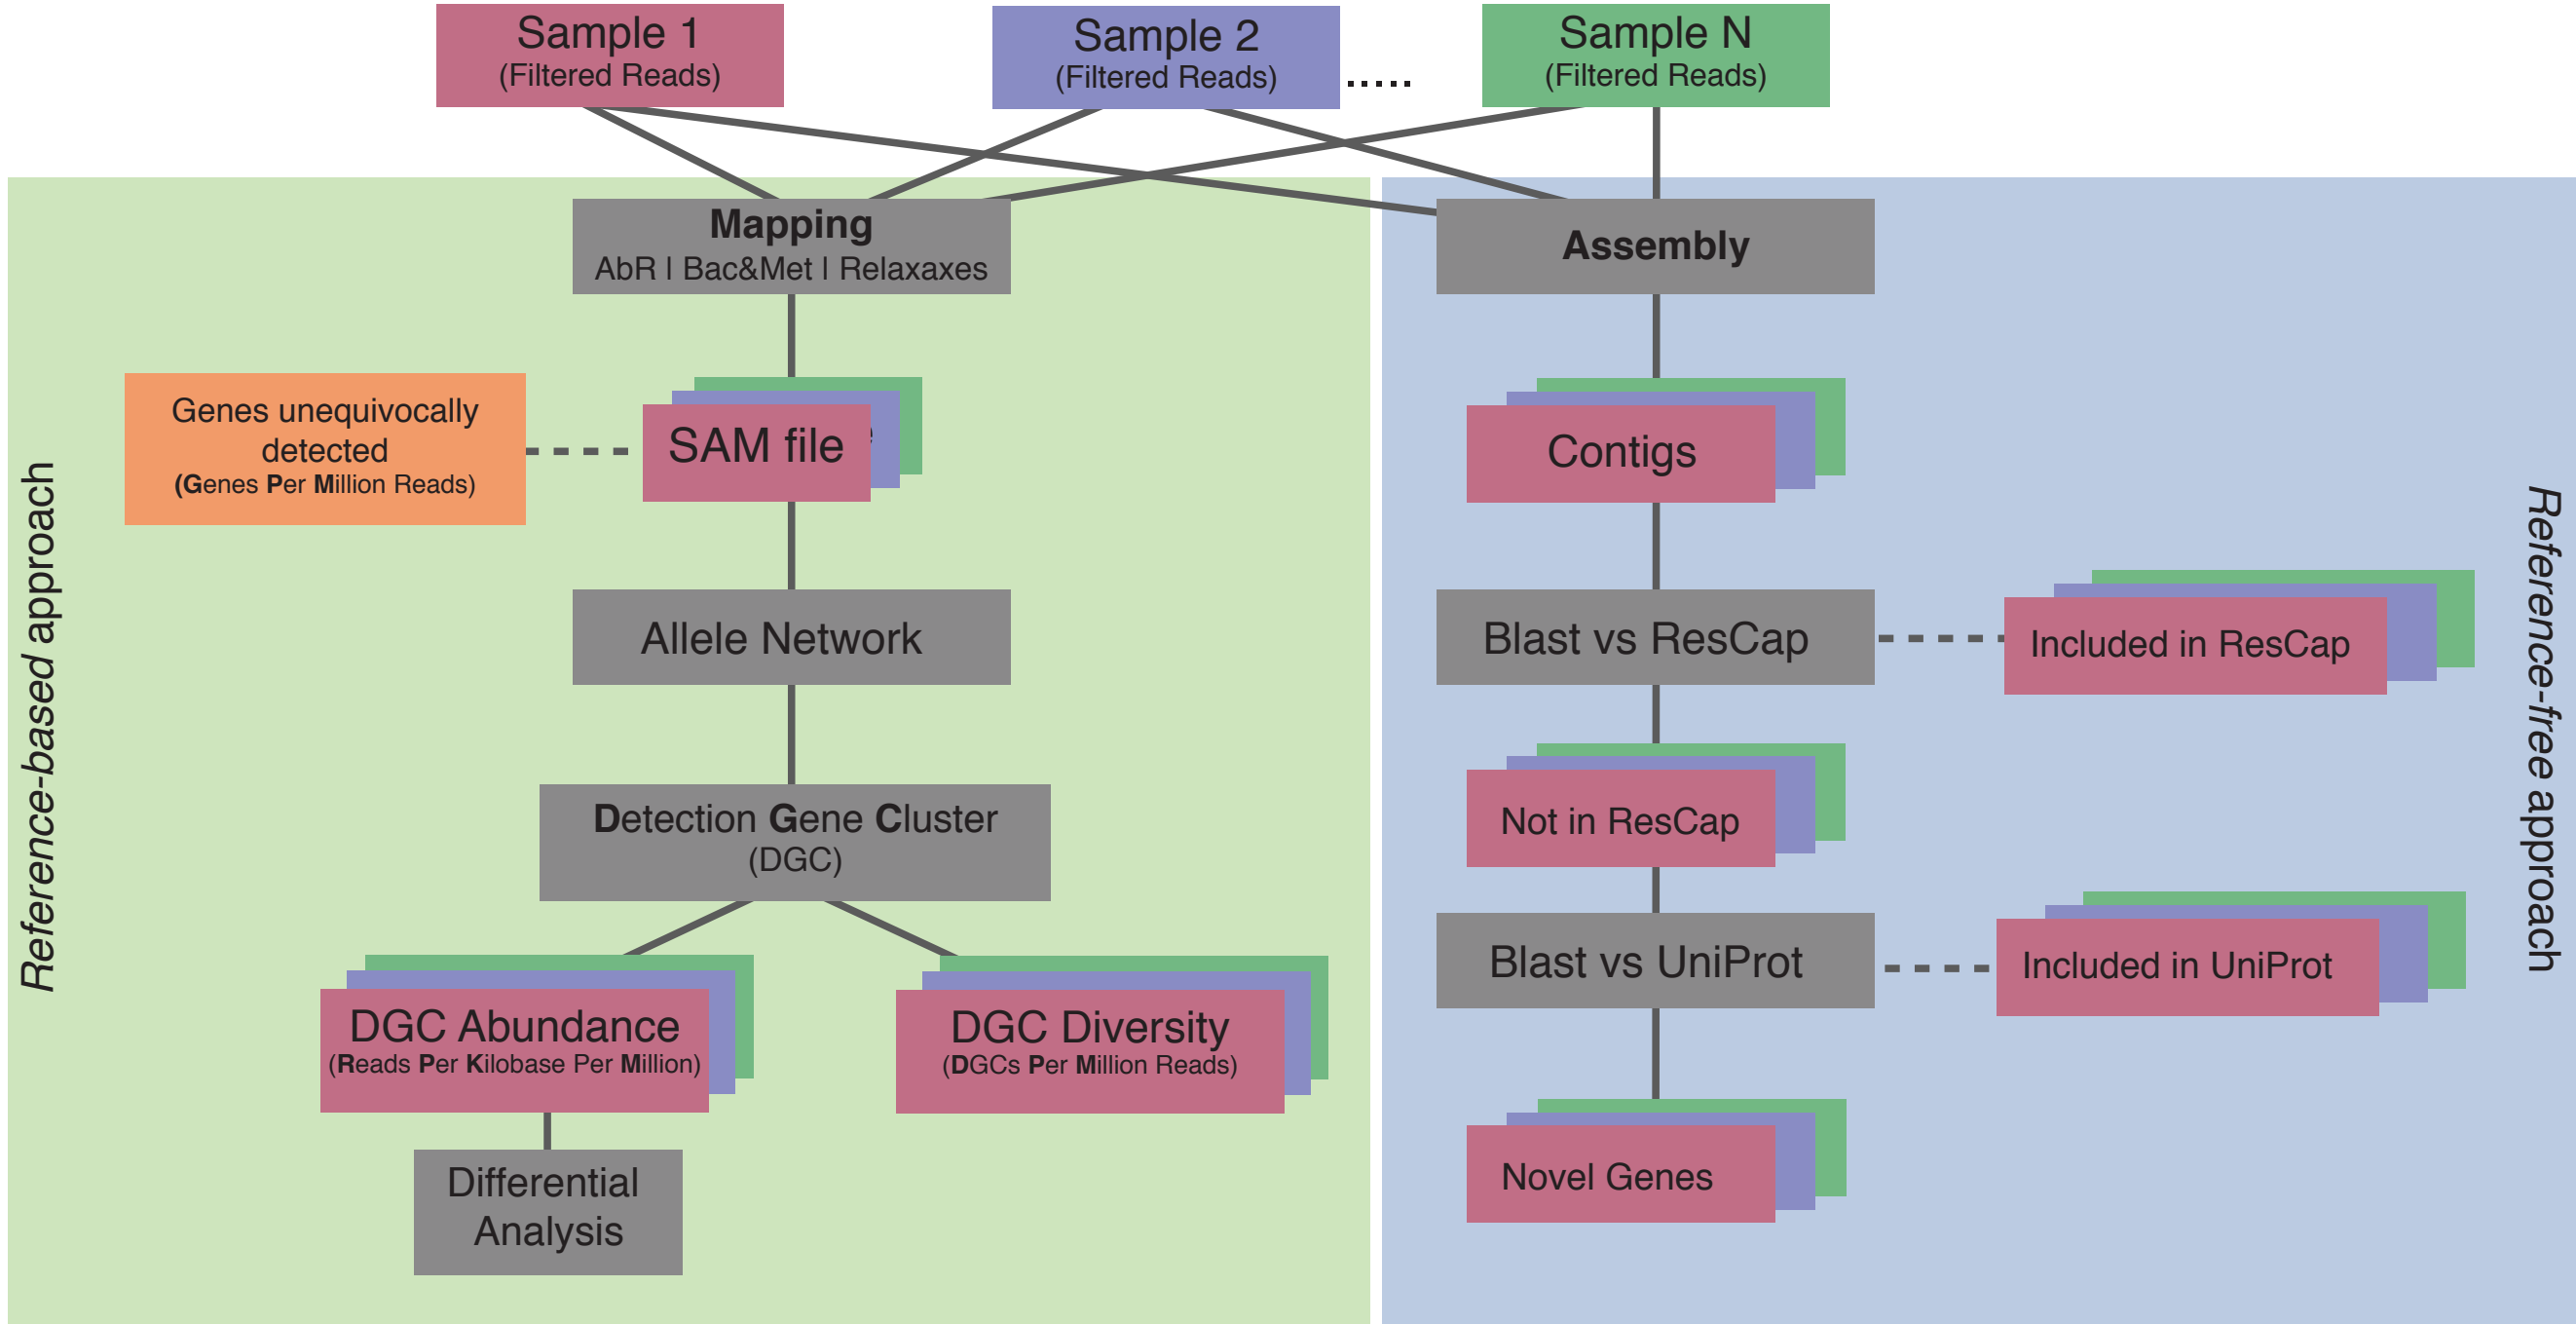 Sample 1
(Filtered Reads)
Sample 2
(Filtered Reads)
.....
Sample N
(Filtered Reads)
Reference-based approach
Mapping
AbR | Bac&Met | Relaxaxes
Genes unequivocally
detected
(Genes Per Million Reads)
SAM file
Allele Network
Detection Gene Cluster
(DGC)
DGC Abundance
(Reads Per Kilobase Per Million)
DGC Diversity
(DGCs Per Million Reads)
Differential
Analysis
Assembly
Contigs
Blast vs ResCap
Included in ResCap
Not in ResCap
Blast vs UniProt
Included in UniProt
Novel Genes
Reference-free approach